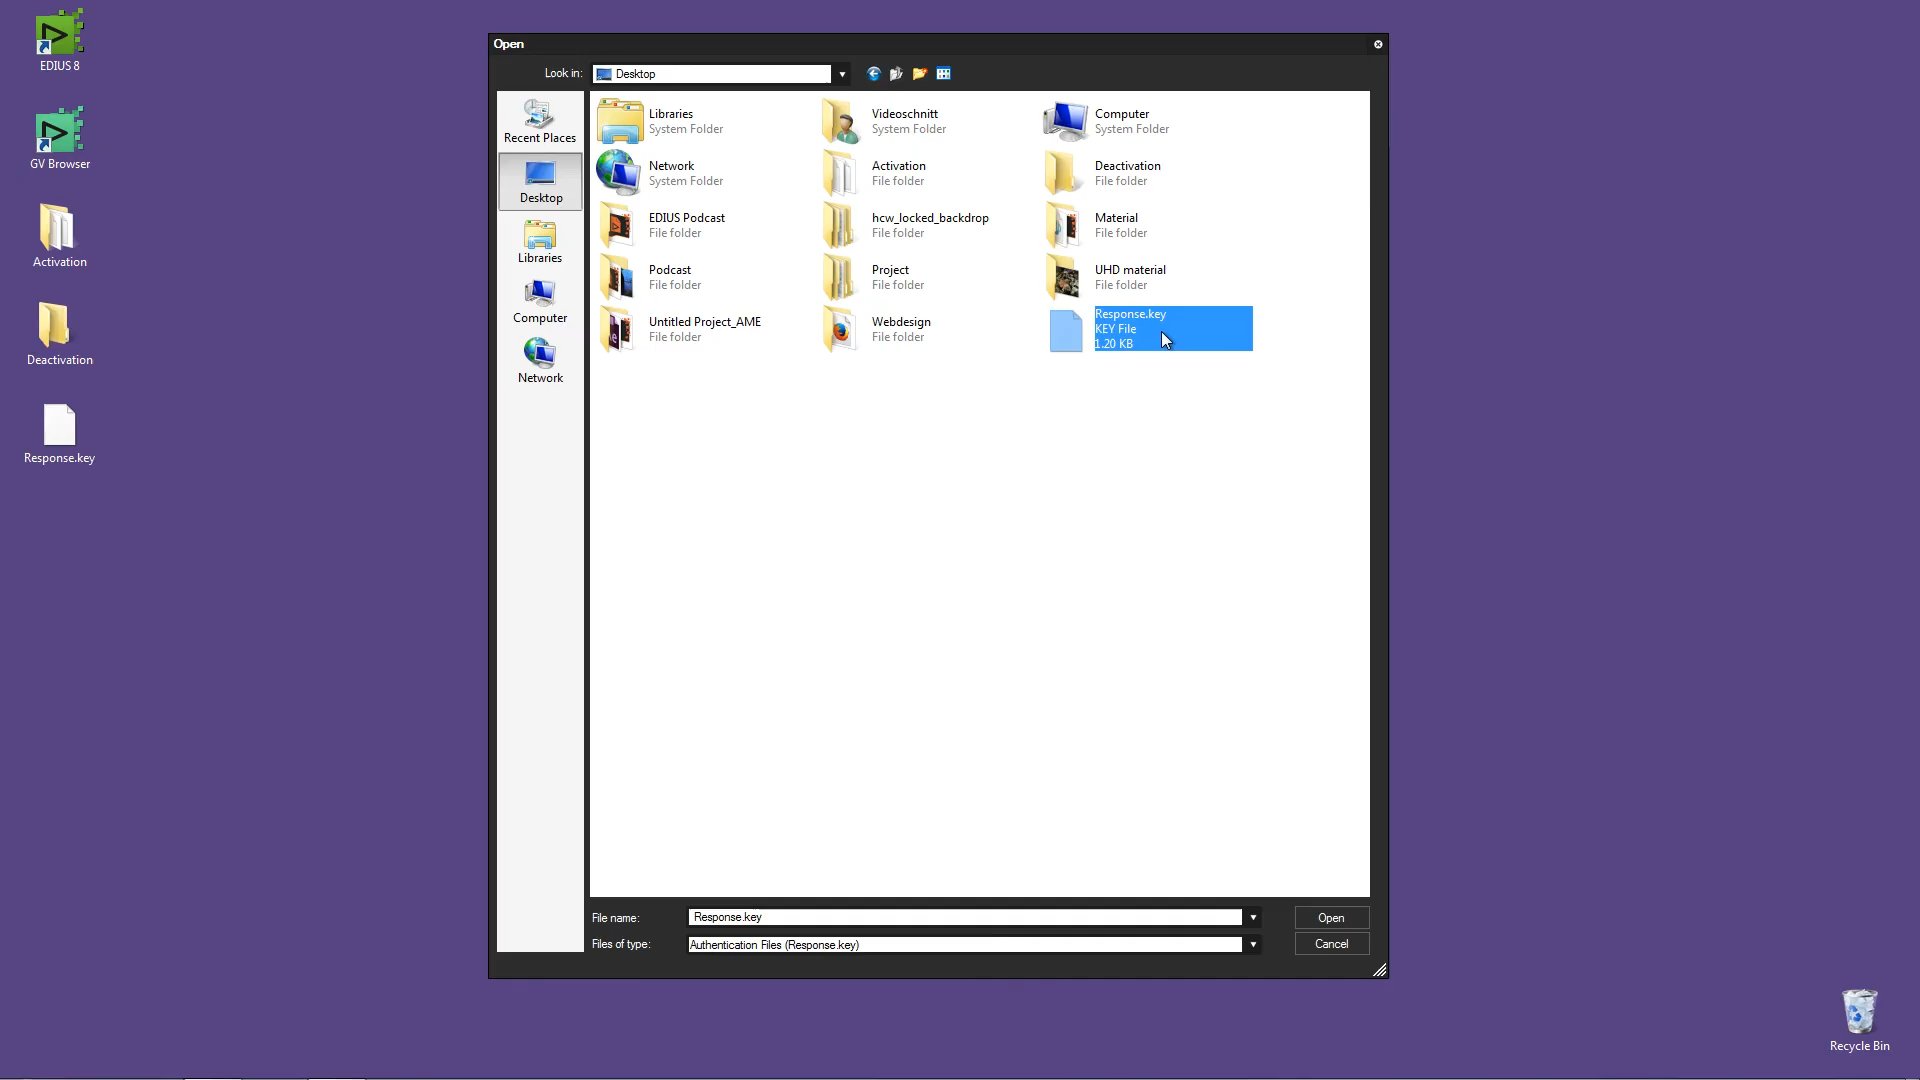 EDIUS 8
GV Browser
Activation
Deactivation
Response.key
Open
Look in:
Desktop
Recent Places
Desktop
Libraries
Computer
Network
Libraries
System Folder
Videoschnitt
System Folder
Computer
System Folder
Network
System Folder
Activation
File folder
Deactivation
File folder
EDIUS Podcast
File folder
hcw_locked_backdrop
File folder
Material
File folder
Podcast
File folder
Project
File folder
UHD material
File folder
Untitled Project_AME
File folder
Webdesign
File folder
Response.key
KEY File
1.20 KB
File name:
Response.key
Open
Files of type:
Authentication Files (Response.key)
Cancel
Recycle Bin